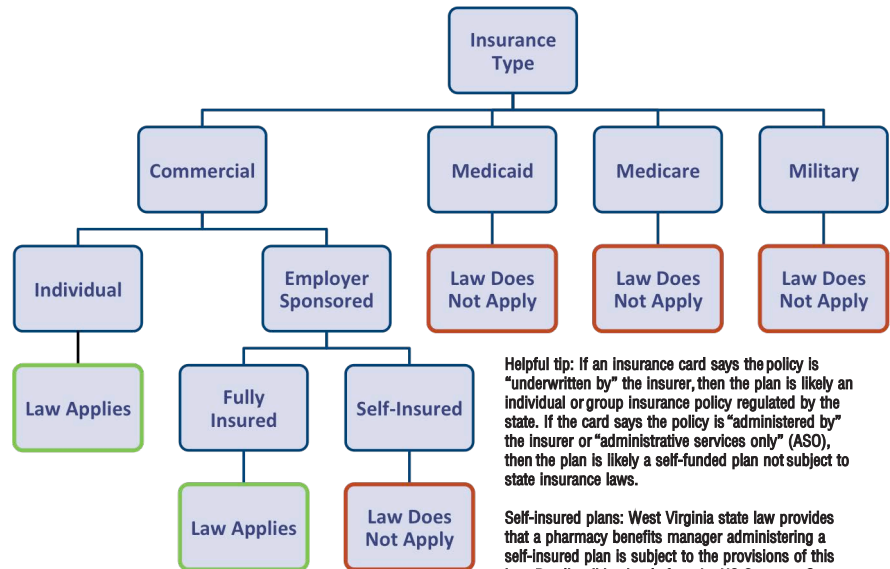 Insurance
Type
Commercial
Medicaid
Medicare
Military
Individual
Employer
Sponsored
Law Does
Not Apply
Law Does
Not Apply
Law Does
Not Apply
Law Applies
Fully
Insured
Self-Insured
Law Applies
Law Does
Not Apply
Helpful tip: If an insurance card says the policy is
“underwritten by” the insurer, then the plan is likely an
individual or group insurance policy regulated by the
state. If the card says the policy is “administered by”
the insurer or “administrative services only” (ASO),
then the plan is likely a self-funded plan not subject to
state insurance laws.
Self-insured plans: West Virginia state law provides
that a pharmacy benefits manager administering a
self-insured plan is subject to the provisions of this